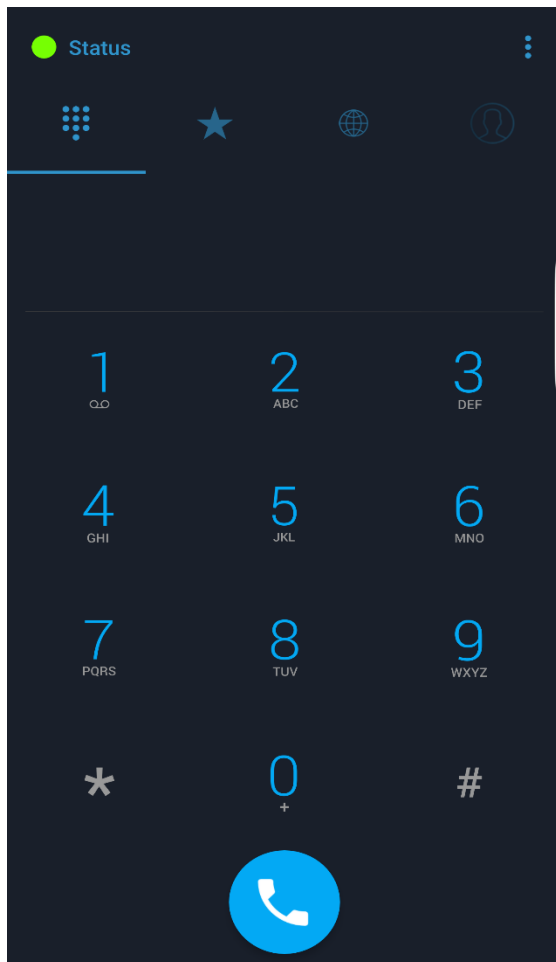 Status
1 2 3
ABC DEF
4 5 6
GHI JKL MNO
7 8 9
PQRS TUV WXYZ
* 0 #
+